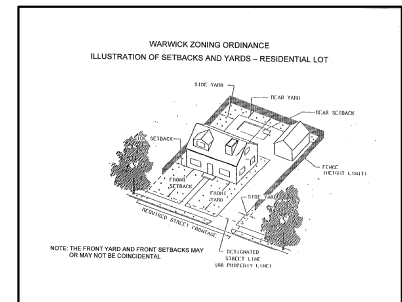 WARWICK ZONING ORDINANCE
ILLUSTRATION OF SETBACKS AND YARDS – RESIDENTIAL LOT
SIDE YARD
REAR YARD
REAR SETBACK
SIDE SETBACK
FENCE
(HEIGHT LIMIT)
FRONT
SETBACK
FRONT
YARD
SIDE YARD
REQUIRED STREET FRONTAGE
DESIGNATED
STREET LINE
(OR PROPERTY LINE)
NOTE: THE FRONT YARD AND FRONT SETBACKS MAY
OR MAY NOT BE COINCIDENTAL